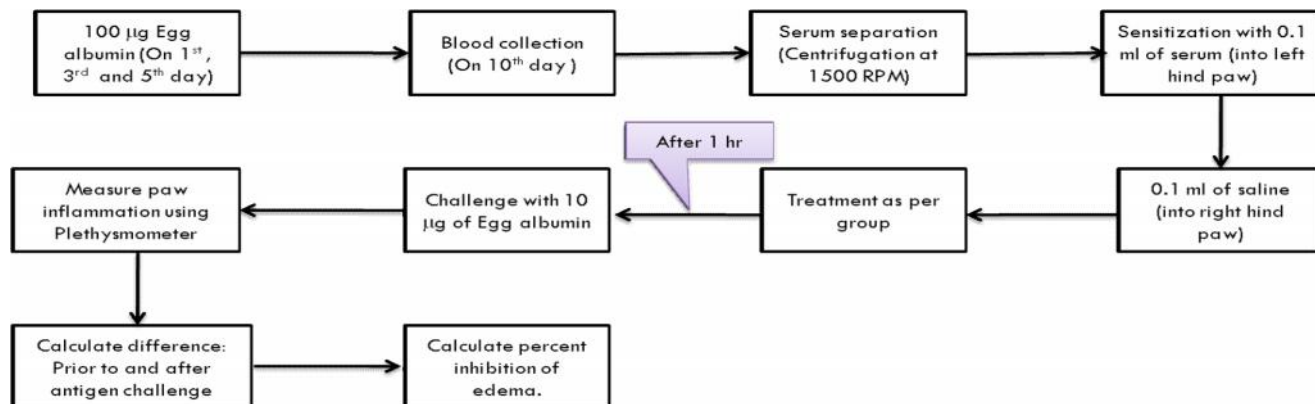 100 µg Egg
albumin (On 1st,
3rd and 5th day)
Blood collection
(On 10th day )
Serum separation
(Centrifugation at
1500 RPM)
Sensitization with 0.1
ml of serum (into left
hind paw)
0.1 ml of saline
(into right hind
paw)
Treatment as per
group
After 1 hr
Challenge with 10
µg of Egg albumin
Measure paw
inflammation using
Plethysmometer
Calculate difference:
Prior to and after
antigen challenge
Calculate percent
inhibition of
edema.